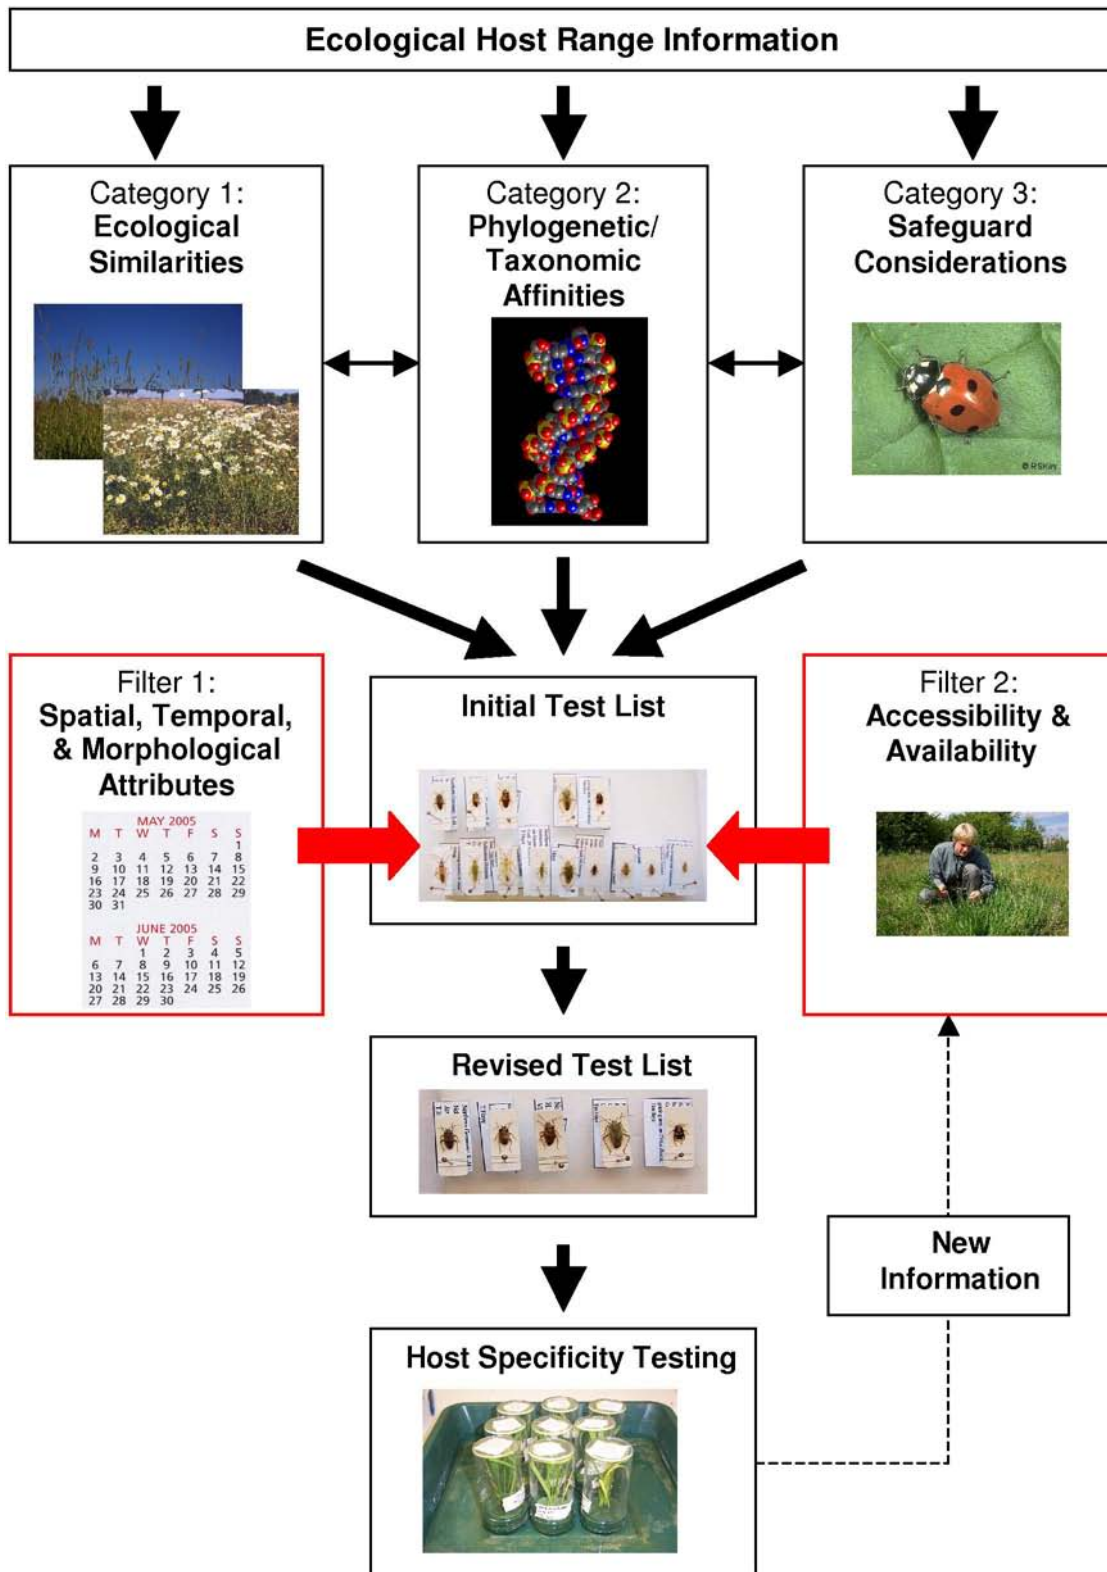 Ecological Host Range Information
Category 1:
Ecological
Similarities
Category 2:
Phylogenetic/
Taxonomic
Affinities
Category 3:
Safeguard
Considerations
© RSKiW
Filter 1:
Spatial, Temporal,
& Morphological
Attributes
MAY 2005
M T W T F S S
1
2 3 4 5 6 7 8
9 10 11 12 13 14 15
16 17 18 19 20 21 22
23 24 25 26 27 28 29
30 31
JUNE 2005
M T W T F S S
1 2 3 4 5
6 7 8 9 10 11 12
13 14 15 16 17 18 19
20 21 22 23 24 25 26
27 28 29 30
Initial Test List
Filter 2:
Accessibility &
Availability
Revised Test List
New
Information
Host Specificity Testing